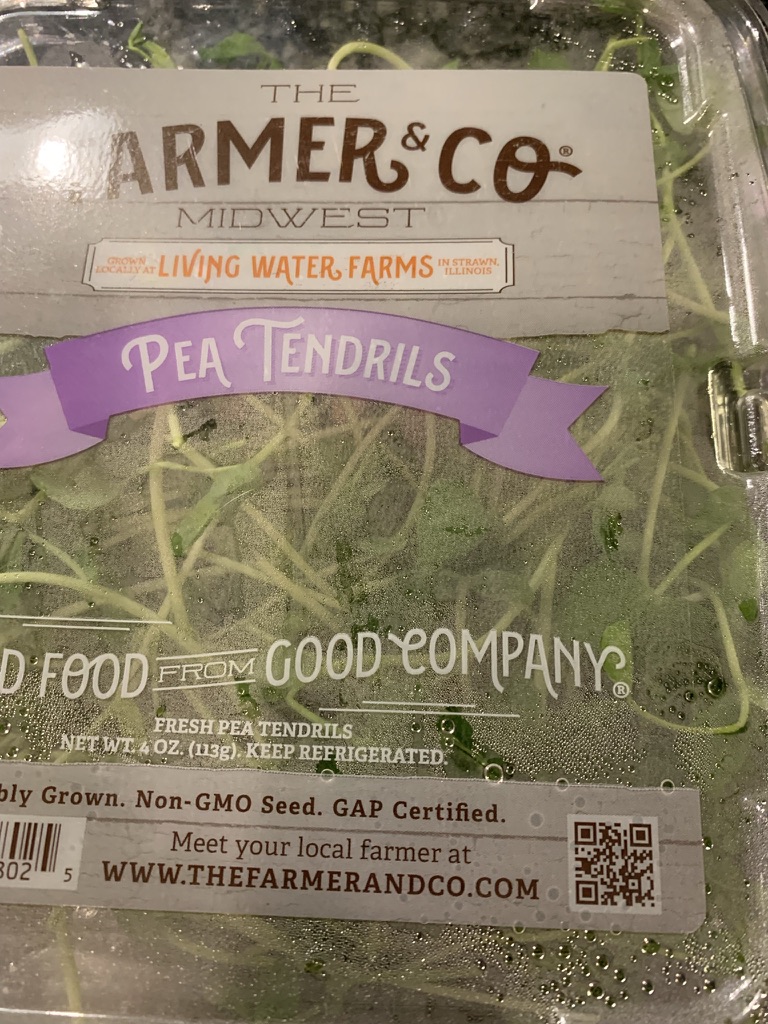 THE
ARMER & CO®
MIDWEST
GROWN LOCALLY AT LIVING WATER FARMS IN STRAWN, ILLINOIS
PEA TENDRILS
D FOOD FROM GOOD COMPANY®
FRESH PEA TENDRILS
NET WT. 4 OZ. (113g). KEEP REFRIGERATED.
bly Grown. Non-GMO Seed. GAP Certified.
Meet your local farmer at
WWW.THEFARMERANDCO.COM
802 5